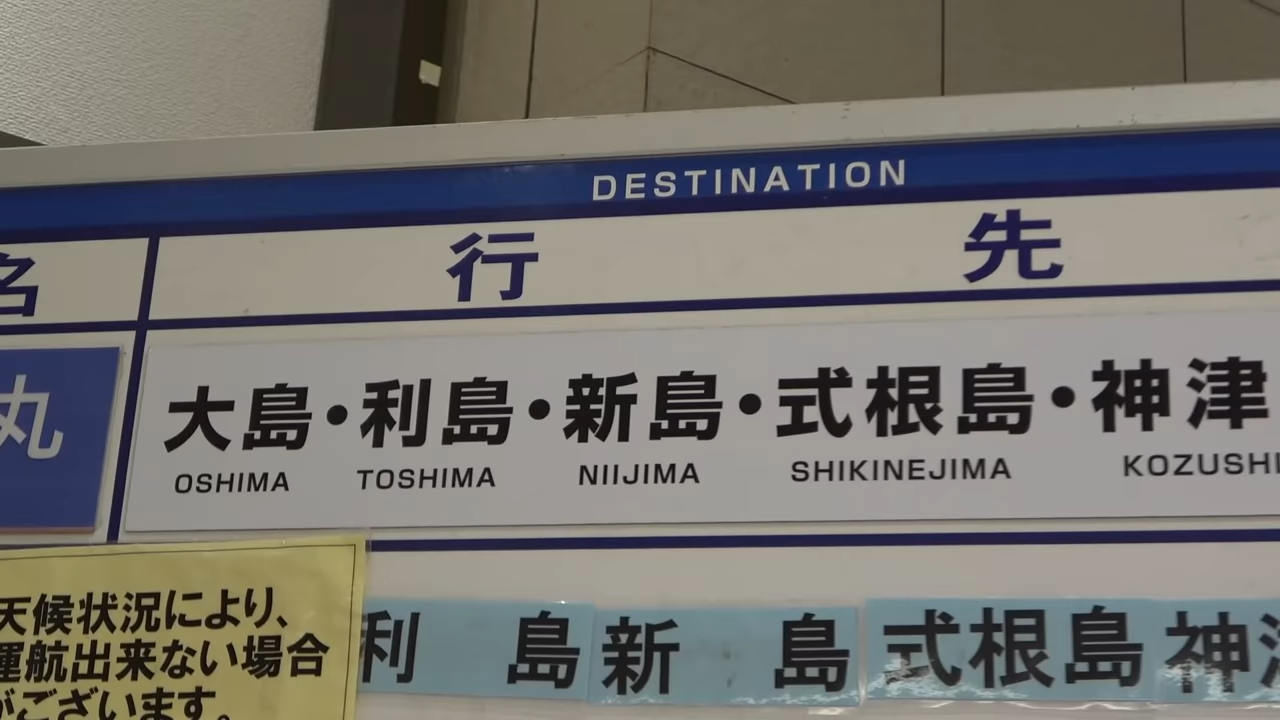 DESTINATION
名 行 先
丸
大島・利島・新島・式根島・神津
OSHIMA TOSHIMA NIIJIMA SHIKINEJIMA KOZUSHI
利 島 新 島 式根島 神
天候状況により、
運航出来ない場合
がございます。